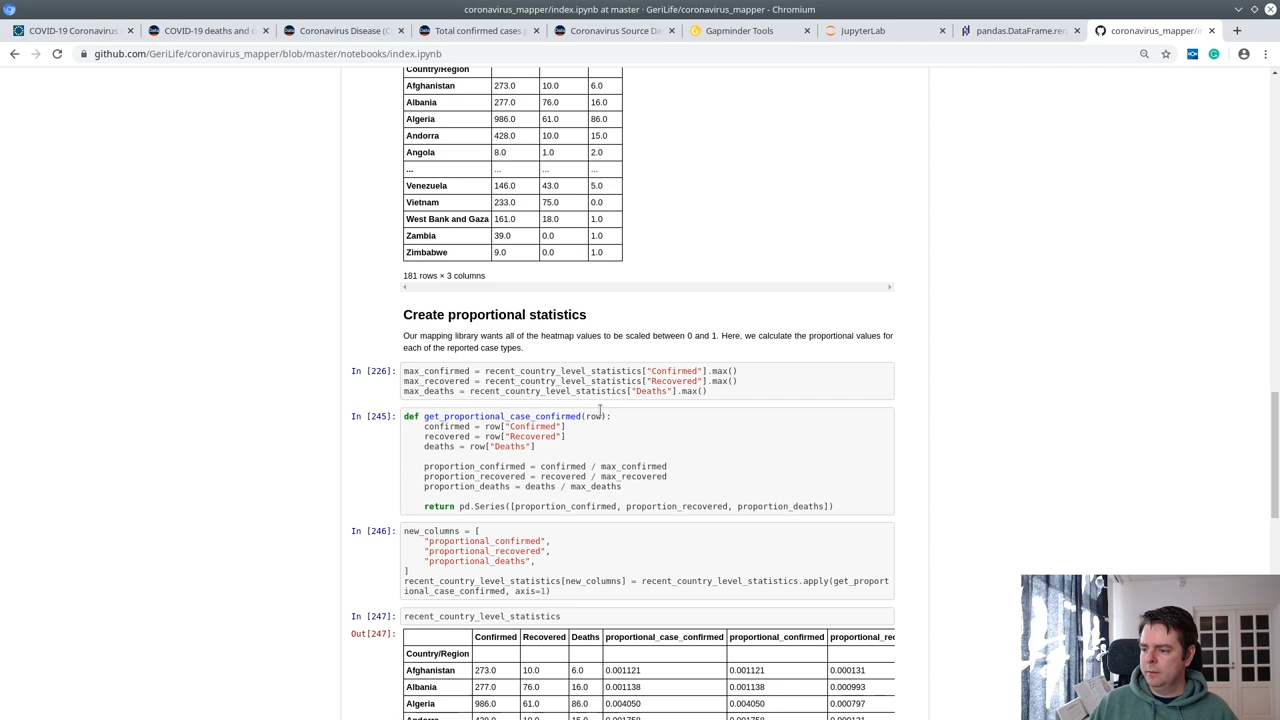 coronavirus_mapper/index.ipynb at master · GeriLife/coronavirus_mapper - Chromium
COVID-19 Coronavirus
COVID-19 deaths and c
Coronavirus Disease (C
Total confirmed cases
Coronavirus Source Da
Gapminder Tools
JupyterLab
pandas.DataFrame.ren
coronavirus_mapper/i
github.com/GeriLife/coronavirus_mapper/blob/master/notebooks/index.ipynb
Country/Region
Afghanistan 273.0 10.0 6.0
Albania 277.0 76.0 16.0
Algeria 986.0 61.0 86.0
Andorra 428.0 10.0 15.0
Angola 8.0 1.0 2.0
... ... ... ...
Venezuela 146.0 43.0 5.0
Vietnam 233.0 75.0 0.0
West Bank and Gaza 161.0 18.0 1.0
Zambia 39.0 0.0 1.0
Zimbabwe 9.0 0.0 1.0
181 rows × 3 columns
Create proportional statistics
Our mapping library wants all of the heatmap values to be scaled between 0 and 1. Here, we calculate the proportional values for
each of the reported case types.
In [226]: max_confirmed = recent_country_level_statistics["Confirmed"].max()
max_recovered = recent_country_level_statistics["Recovered"].max()
max_deaths = recent_country_level_statistics["Deaths"].max()
In [245]: def get_proportional_case_confirmed(row):
confirmed = row["Confirmed"]
recovered = row["Recovered"]
deaths = row["Deaths"]
proportion_confirmed = confirmed / max_confirmed
proportion_recovered = recovered / max_recovered
proportion_deaths = deaths / max_deaths
return pd.Series([proportion_confirmed, proportion_recovered, proportion_deaths])
In [246]: new_columns = [
"proportional_confirmed",
"proportional_recovered",
"proportional_deaths",
]
recent_country_level_statistics[new_columns] = recent_country_level_statistics.apply(get_proport
ional_case_confirmed, axis=1)
In [247]: recent_country_level_statistics
Out[247]: Confirmed Recovered Deaths proportional_case_confirmed proportional_confirmed proportional_rec
Country/Region
Afghanistan 273.0 10.0 6.0 0.001121 0.001121 0.000131
Albania 277.0 76.0 16.0 0.001138 0.001138 0.000993
Algeria 986.0 61.0 86.0 0.004050 0.004050 0.000797
Andorra 428.0 10.0 15.0 0.001758 0.001758 0.000131